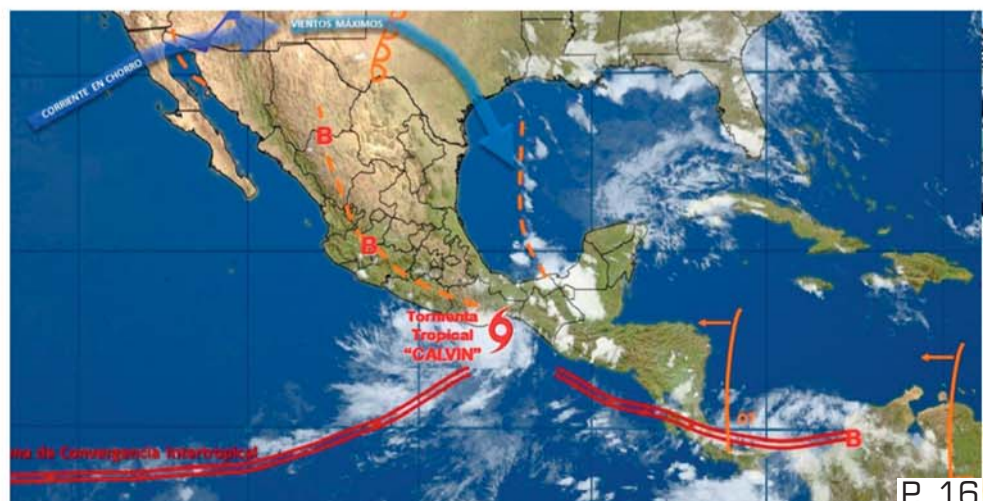 VIENTOS MÁXIMOS
CORRIENTE EN CHORRO
B
B
Tormenta
Tropical
"CALVIN"
de Convergencia Intertropical
B
P. 16